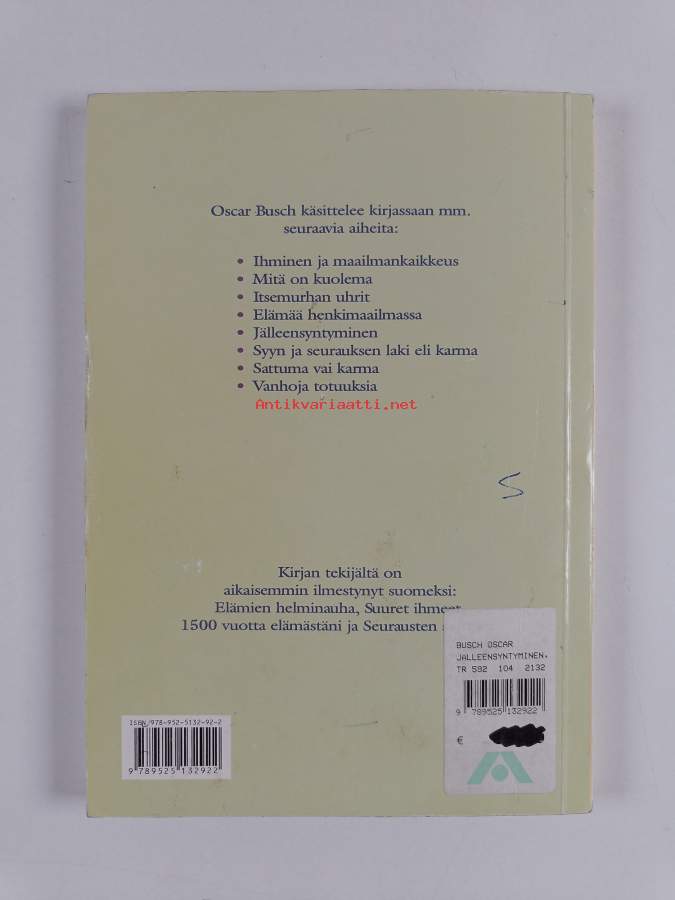 Oscar Busch käsittelee kirjassaan mm.
seuraavia aiheita:
• Ihminen ja maailmankaikkeus
• Mitä on kuolema
• Itsemurhan uhrit
• Elämää henkimaailmassa
• Jälleensyntyminen
• Syyn ja seurauksen laki eli karma
• Sattuma vai karma
• Vanhoja totuuksia
Antikvariaatti.net
S
Kirjan tekijältä on
aikaisemmin ilmestynyt suomeksi:
Elämien helminauha, Suuret ihmeet
1500 vuotta elämästäni ja Seurausten
BUSCH OSCAR
JALLEENSYNTYMINEN.
TR 592 104 2132
9 789525 132922
€
ISBN 978-952-5132-92-2
9 789525 132922